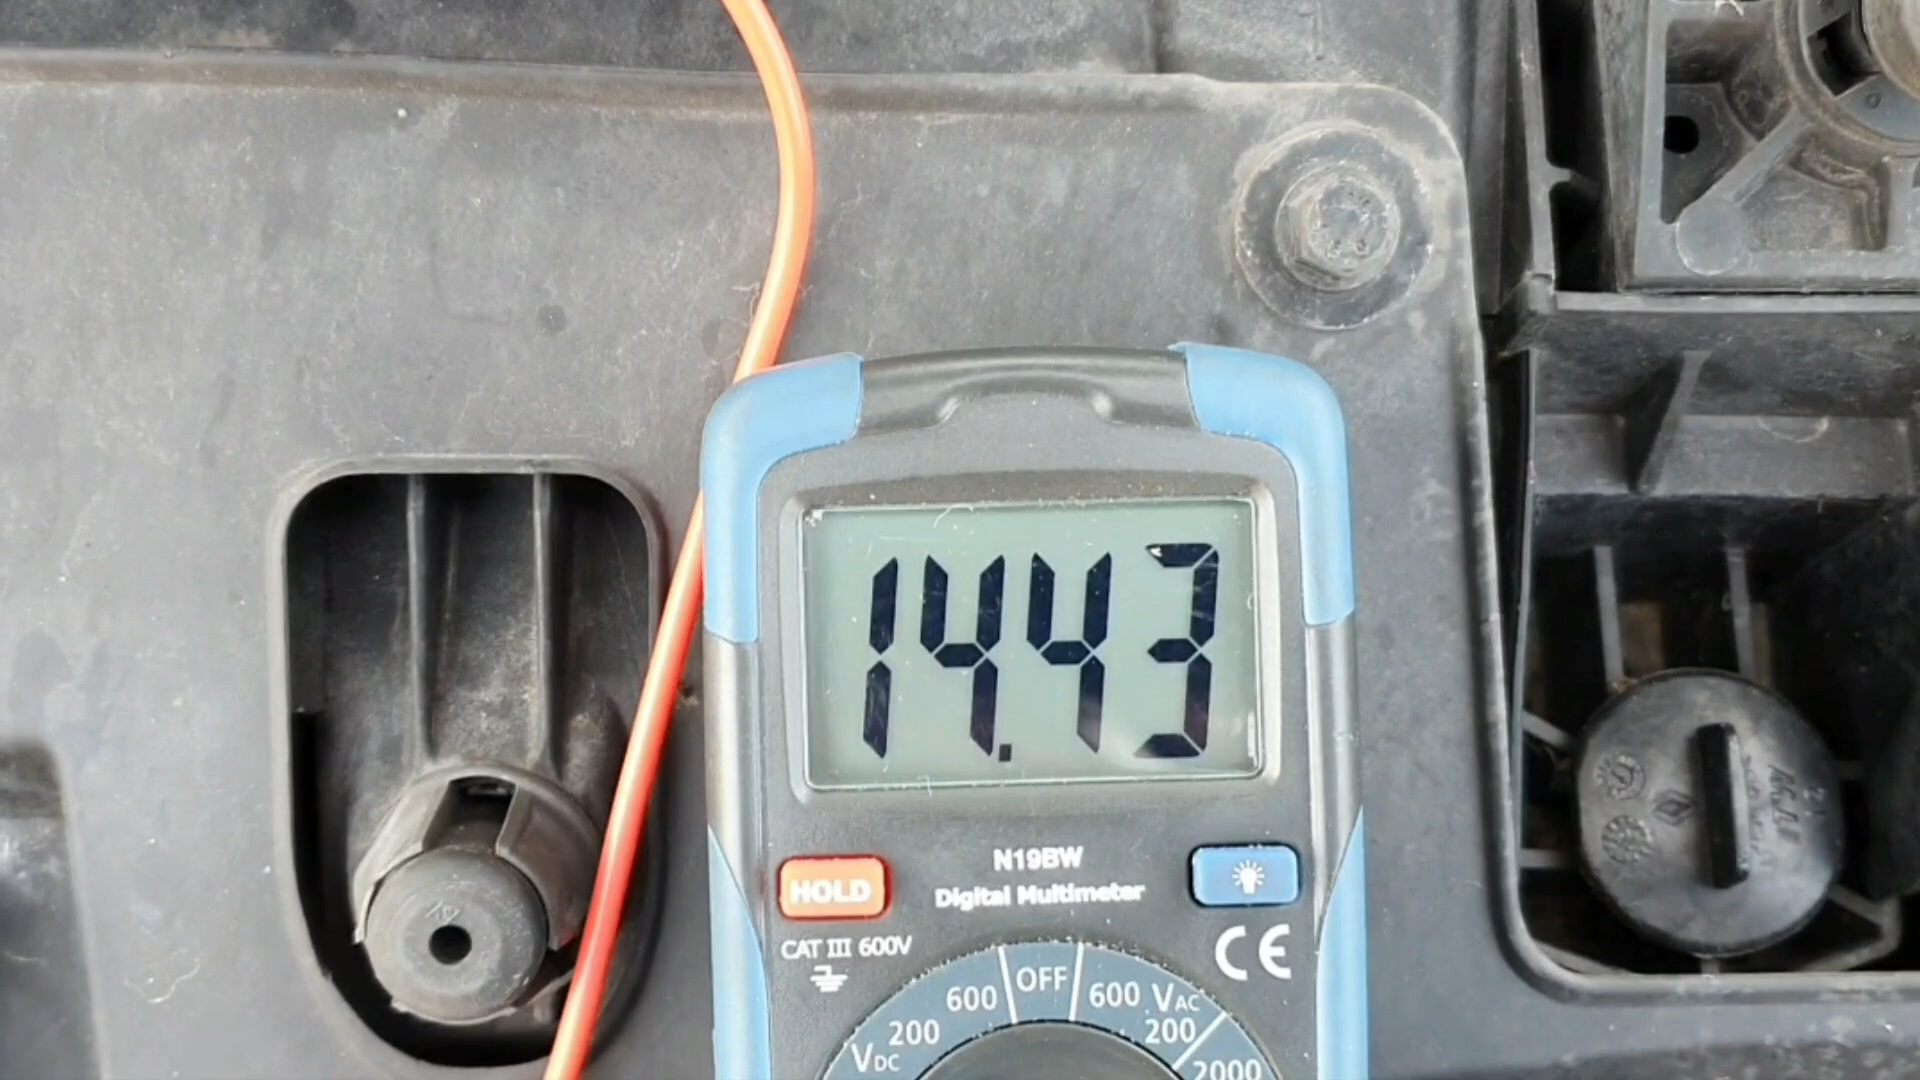 14.43
N19BW
HOLD
Digital Multimeter
CAT III 600V
CE
OFF
600
600 VAC
200
200
VDC
2000